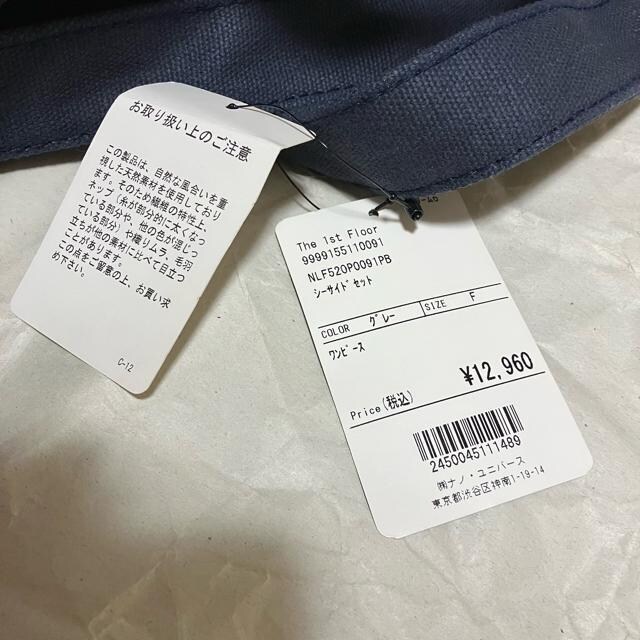 お取り扱い上のご注意
この製品は、自然な風合いを重
損した天然素材を使用しており
ます。そのため繊維の特性上、
ネップ（糸が部分的に太くなっ
ている部分）や、他の色が混じっ
ている部分）や織りムラ、毛羽
立ちが他の素材に比べて目立つ
ことがあります。
この点をご留意の上、お買い求
め下さい。
C-12
The 1st Floor
9999155110091
NLF520P0091PB
シーサイド セット
COLOR グレー SIZE F
ワンピース
Price(税込) ¥12,960
2450045111489
㈱ナノ・ユニバース
東京都渋谷区神南1-19-14